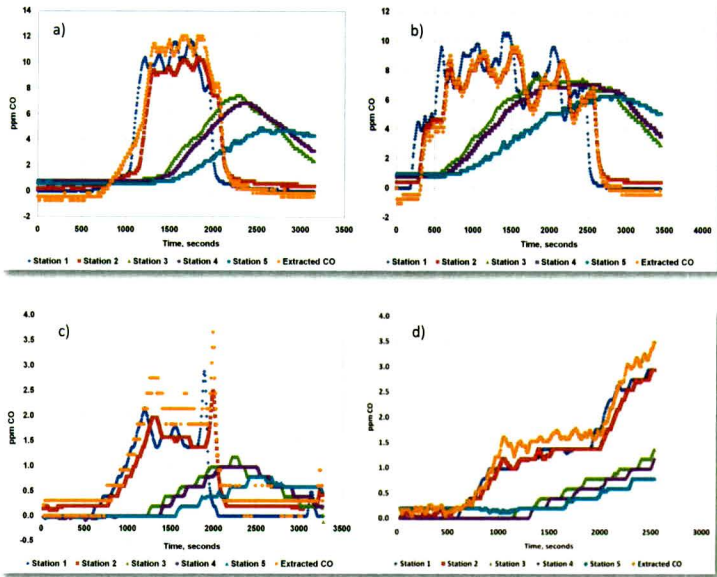 a)
14
12
10
8
6
4
2
0
-2
ppm CO
0 500 1000 1500 2000 2500 3000 3500
Time, seconds
Station 1 Station 2 Station 3 Station 4 Station 5 Extracted CO
b)
12
10
8
6
4
2
0
-2
ppm CO
0 500 1000 1500 2000 2500 3000 3500 4000
Time, seconds
Station 1 Station 2 Station 3 Station 4 Station 5 Extracted CO
c)
4.0
3.5
3.0
2.5
2.0
1.5
1.0
0.5
0.0
-0.5
ppm CO
0 500 1000 1500 2000 2500 3000 3500
Time, seconds
Station 1 Station 2 Station 3 Station 4 Station 5 Extracted CO
d)
4.0
3.5
3.0
2.5
2.0
1.5
1.0
0.5
0.0
ppm CO
0 500 1000 1500 2000 2500 3000
Time, seconds
Station 1 Station 2 Station 3 Station 4 Station 5 Extracted CO